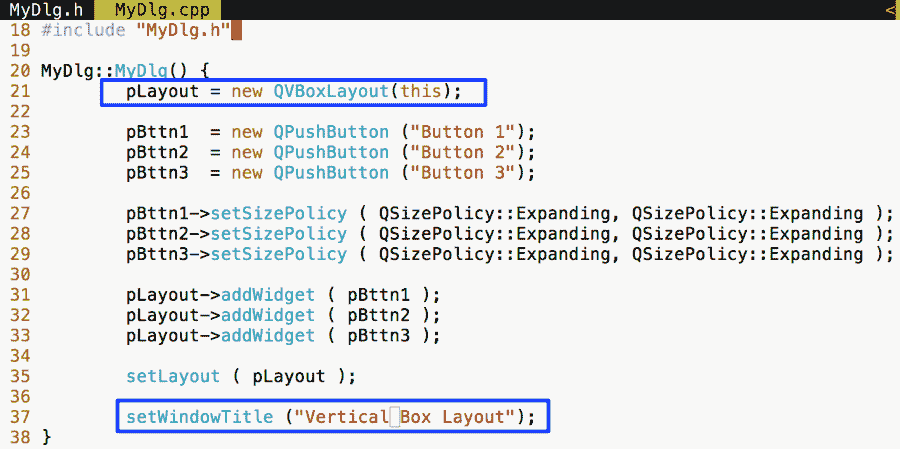 MyDlg.h MyDlg.cpp <
18 #include "MyDlg.h"
19
20 MyDlg::MyDlg() {
21 pLayout = new QVBoxLayout(this);
22
23 pBttn1  = new QPushButton ("Button 1");
24 pBttn2  = new QPushButton ("Button 2");
25 pBttn3  = new QPushButton ("Button 3");
26
27 pBttn1->setSizePolicy ( QSizePolicy::Expanding, QSizePolicy::Expanding );
28 pBttn2->setSizePolicy ( QSizePolicy::Expanding, QSizePolicy::Expanding );
29 pBttn3->setSizePolicy ( QSizePolicy::Expanding, QSizePolicy::Expanding );
30
31 pLayout->addWidget ( pBttn1 );
32 pLayout->addWidget ( pBttn2 );
33 pLayout->addWidget ( pBttn3 );
34
35 setLayout ( pLayout );
36
37 setWindowTitle ("Vertical Box Layout");
38 }